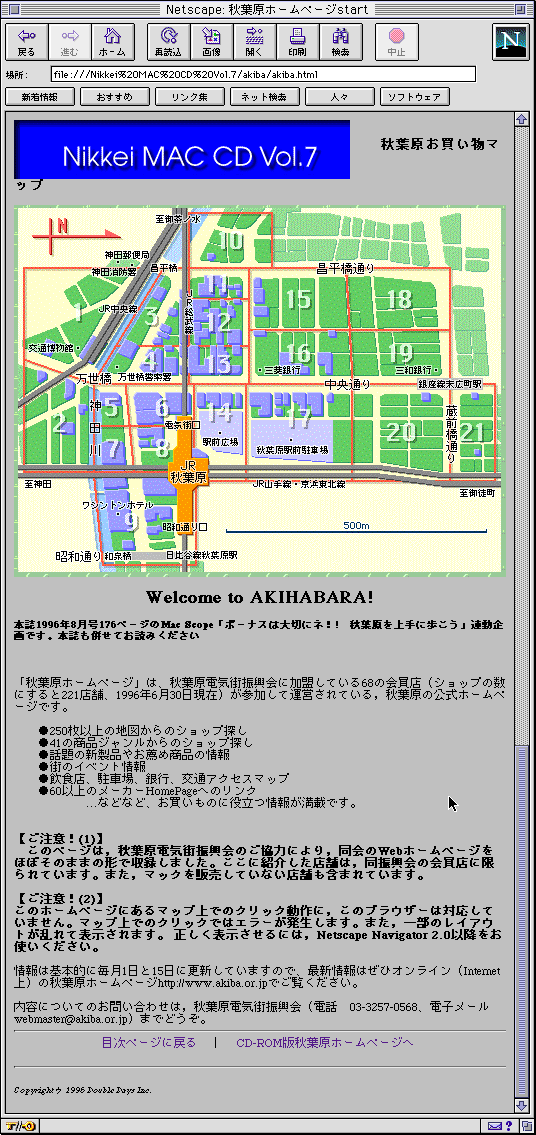 Netscape: 秋葉原ホームページstart
戻る 進む ホーム 再読込 画像 開く 印刷 検索 中止
N
場所: file:///Nikkei%20MAC%20CD%20Vol.7/akiba/akiba.html
新着情報 おすすめ リンク集 ネット検索 人々 ソフトウェア
Nikkei MAC CD Vol.7
秋葉原お買い物マ
ップ
至御茶ノ水
N
神田郵便局
神田消防署
昌平橋
10
昌平橋通り
1
JR中央線
3
JR総武線
11
12
13
15
18
16
19
交通博物館
4
三菱銀行
三和銀行
万世橋
万世橋警察署
中央通り
銀座線末広町駅
2
神田川
5
6
電気街口
14
17
20
21
蔵前橋通り
7
8
駅前広場
秋葉原駅前駐車場
JR
秋葉原
至神田
JR山手線・京浜東北線
至御徒町
ワシントンホテル
9
昭和通り口
500m
昭和通り
和泉橋
日比谷線秋葉原駅
Welcome to AKIHABARA!
本誌1996年8月号176ページのMac Scope「ボーナスは大切にネ!! 秋葉原を上手に歩こう」連動企
画です。本誌も併せてお読みください
「秋葉原ホームページ」は、秋葉原電気街振興会に加盟している68の会員店（ショップの数
にすると221店舗、1996年6月30日現在）が参加して運営されている，秋葉原の公式ホームペ
ージです。
●250枚以上の地図からのショップ探し
●41の商品ジャンルからのショップ探し
●話題の新製品やお薦め商品の情報
●街のイベント情報
●飲食店、駐車場、銀行、交通アクセスマップ
●60以上のメーカーHomePageへのリンク
…などなど、お買いものに役立つ情報が満載です。
【ご注意！(1)】
このページは，秋葉原電気街振興会のご協力により，同会のWebホームページを
ほぼそのままの形で収録しました。ここに紹介した店舗は，同振興会の会員店に限
られています。また，マックを販売していない店舗も含まれています。
【ご注意！(2)】
このホームページにあるマップ上でのクリック動作に，このブラウザーは対応して
いません。マップ上でのクリックではエラーが発生します。また，一部のレイアウ
トが乱れて表示されます。 正しく表示させるには，Netscape Navigator 2.0以降をお
使いください。
情報は基本的に毎月1日と15日に更新していますので、最新情報はぜひオンライン（Internet
上）の秋葉原ホームページhttp://www.akiba.or.jpでご覧ください。
内容についてのお問い合わせは，秋葉原電気街振興会（電話 03-3257-0568、電子メール
webmaster@akiba.or.jp）までどうぞ。
目次ページに戻る | CD-ROM版秋葉原ホームページへ
Copyright © 1996 DoubleDays Inc.